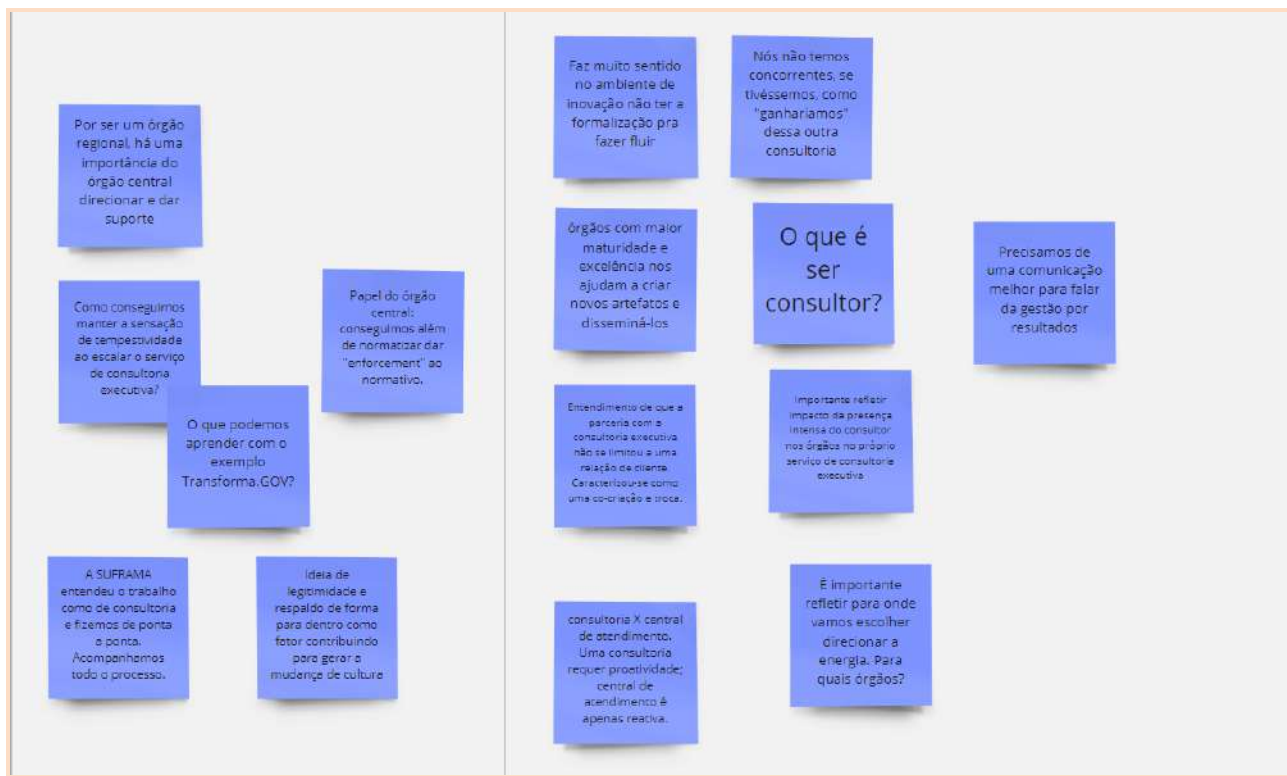 Por ser um órgão
regional, há uma
importância do
órgão central
direcionar e dar
suporte
Como conseguimos
manter a sensação
de tempestividade
ao escalar o serviço
de consultoria
executiva?
Papel do órgão
central:
conseguimos além
de normatizar dar
"enforcement" ao
normativo.
O que podemos
aprender com o
exemplo
Transforma.GOV?
A SUFRAMA
entendeu o trabalho
como de consultoria
e fizemos de ponta
a ponta.
Acompanhamos
todo o processo.
Ideia de
legitimidade e
respaldo de forma
para dentro como
fator contribuindo
para gerar a
mudança de cultura
Faz muito sentido
no ambiente de
inovação não ter a
formalização pra
fazer fluir
Nós não temos
concorrentes, se
tivéssemos, como
"ganharíamos"
dessa outra
consultoria
órgãos com maior
maturidade e
excelência nos
ajudam a criar
novos artefatos e
disseminá-los
O que é
ser
consultor?
Precisamos de
uma comunicação
melhor para falar
da gestão por
resultados
Entendimento de que a
parceria com a
consultoria executiva
não se limitou a uma
relação de cliente.
Caracterizou-se como
uma co-criação e troca.
Importante refletir
impacto da presença
intensa do consultor
nos órgãos no próprio
serviço de consultoria
executiva
consultoria X central
de atendimento.
Uma consultoria
requer proatividade;
central de
atendimento é
apenas reativa.
É importante
refletir para onde
vamos escolher
direcionar a
energia. Para
quais órgãos?